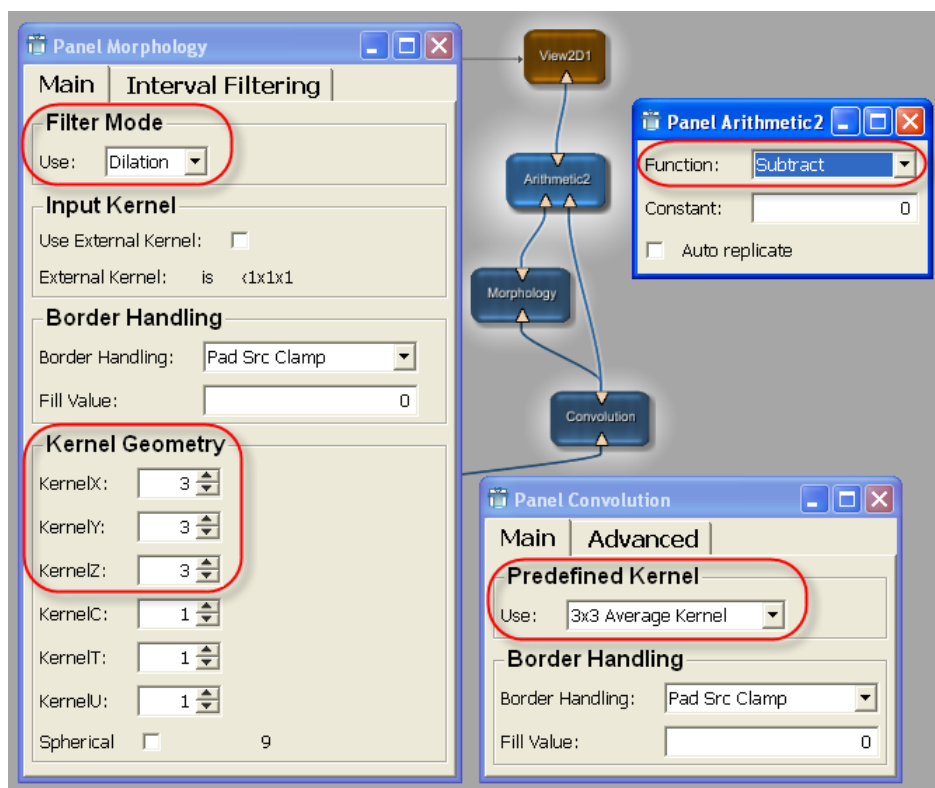 Panel Morphology
Main Interval Filtering
Filter Mode
Use: Dilation
Input Kernel
Use External Kernel:
External Kernel: is <1x1x1
Border Handling
Border Handling: Pad Src Clamp
Fill Value: 0
Kernel Geometry
KernelX: 3
KernelY: 3
KernelZ: 3
KernelC: 1
KernelT: 1
KernelU: 1
Spherical 9
View2D1
Arithmetic2
Morphology
Convolution
Panel Arithmetic2
Function: Subtract
Constant: 0
Auto replicate
Panel Convolution
Main Advanced
Predefined Kernel
Use: 3x3 Average Kernel
Border Handling
Border Handling: Pad Src Clamp
Fill Value: 0